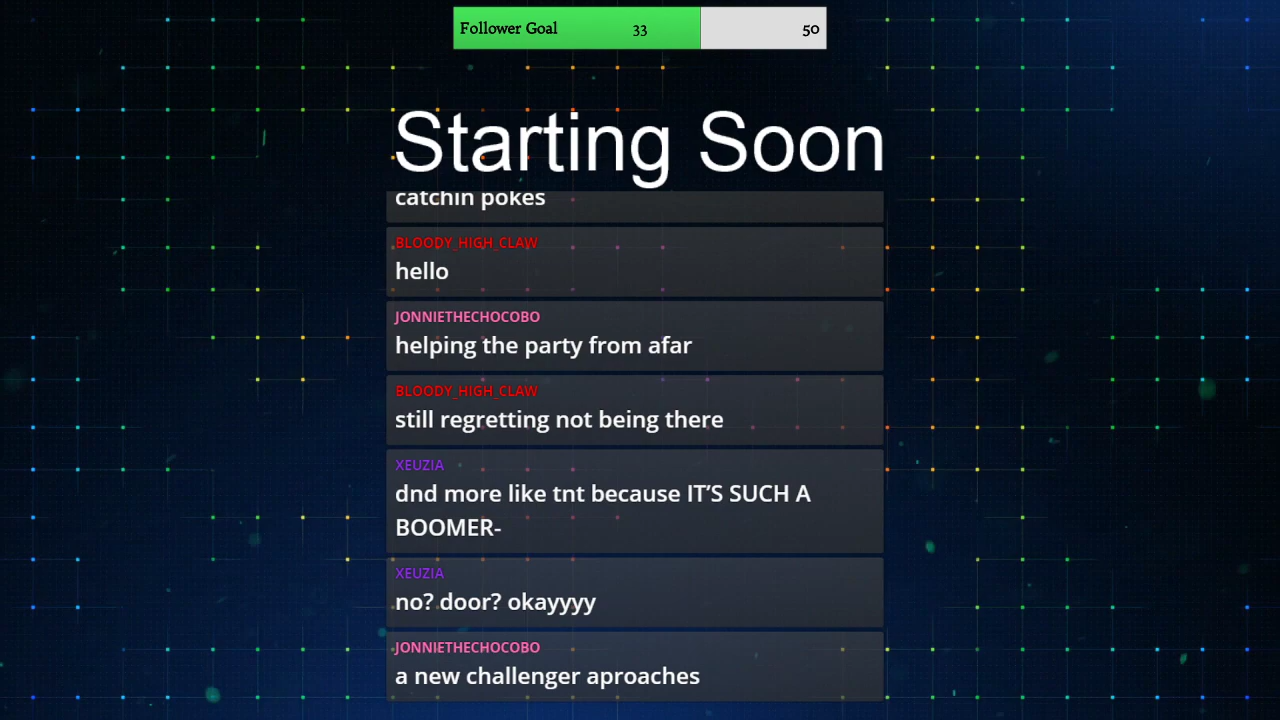 Follower Goal 33 50
Starting Soon
catchin pokes
BLOODY_HIGH_CLAW
hello
JONNIETHECHOCOBO
helping the party from afar
BLOODY_HIGH_CLAW
still regretting not being there
XEUZIA
dnd more like tnt because IT’S SUCH A
BOOMER-
XEUZIA
no? door? okayyyy
JONNIETHECHOCOBO
a new challenger aproaches